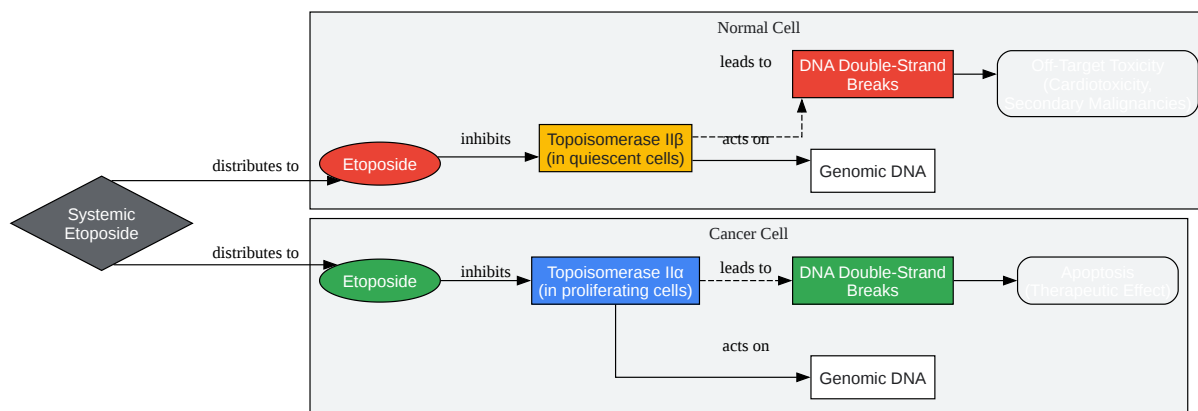 Normal Cell
leads to
DNA Double-Strand
Breaks
Off-Target Toxicity
(Cardiotoxicity,
Secondary Malignancies)
inhibits
Topoisomerase IIβ
(in quiescent cells)
acts on
distributes to
Etoposide
Genomic DNA
Systemic
Etoposide
Cancer Cell
distributes to
Etoposide
inhibits
Topoisomerase IIα
(in proliferating cells)
leads to
DNA Double-Strand
Breaks
Apoptosis
(Therapeutic Effect)
acts on
Genomic DNA